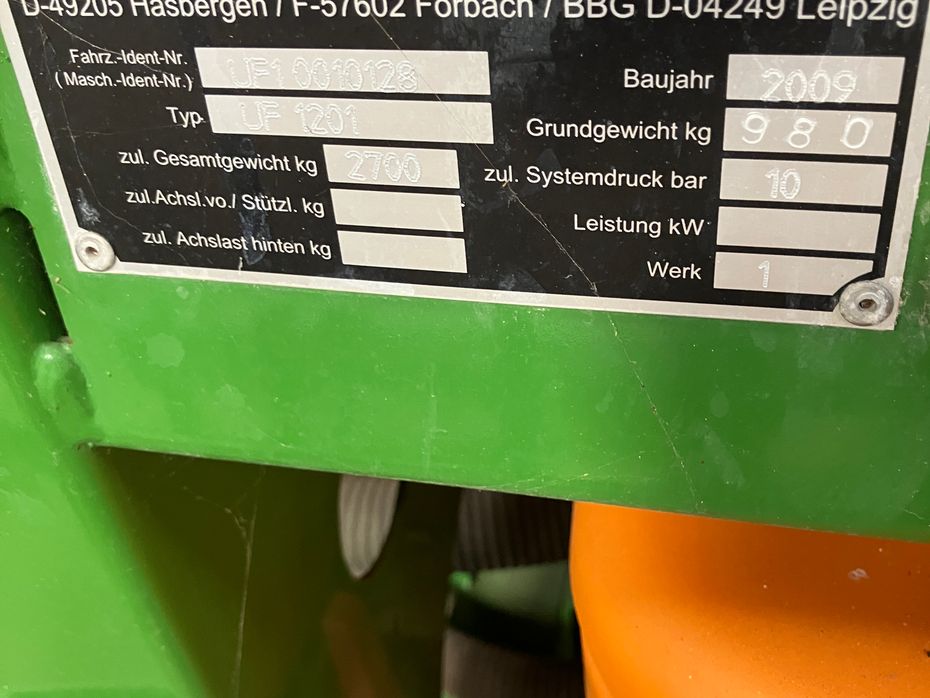 D-49205 Hasbergen / F-57602 Forbach / BBG D-04249 Leipzig
Fahrz.-Ident-Nr.
( Masch.-Ident-Nr.) UF10010128
Typ UF 1201
zul. Gesamtgewicht kg 2700
zul.Achsl.vo./ Stützl. kg
zul. Achslast hinten kg
Baujahr 2009
Grundgewicht kg 980
zul. Systemdruck bar 10
Leistung kW
Werk 1